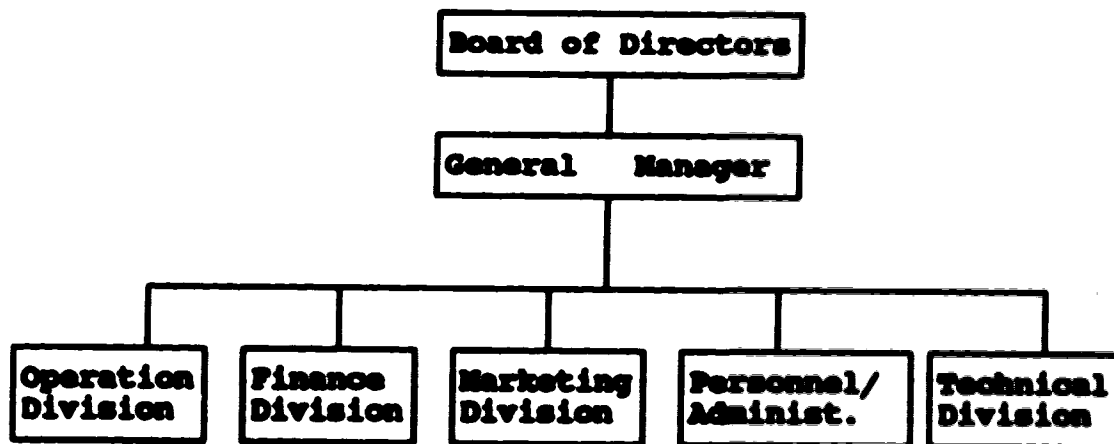 Board of Directors
General Manager
Operation
Division
Finance
Division
Marketing
Division
Personnel/
Administ.
Technical
Division